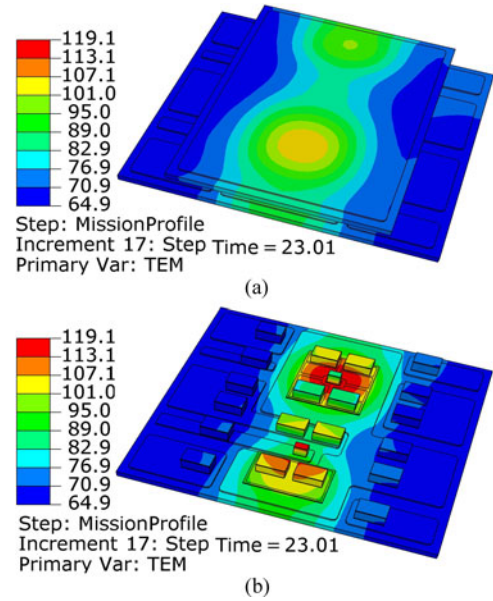 119.1
113.1
107.1
101.0
95.0
89.0
82.9
76.9
70.9
64.9
Step: MissionProfile
Increment 17: Step Time = 23.01
Primary Var: TEM
(a)
119.1
113.1
107.1
101.0
95.0
89.0
82.9
76.9
70.9
64.9
Step: MissionProfile
Increment 17: Step Time = 23.01
Primary Var: TEM
(b)